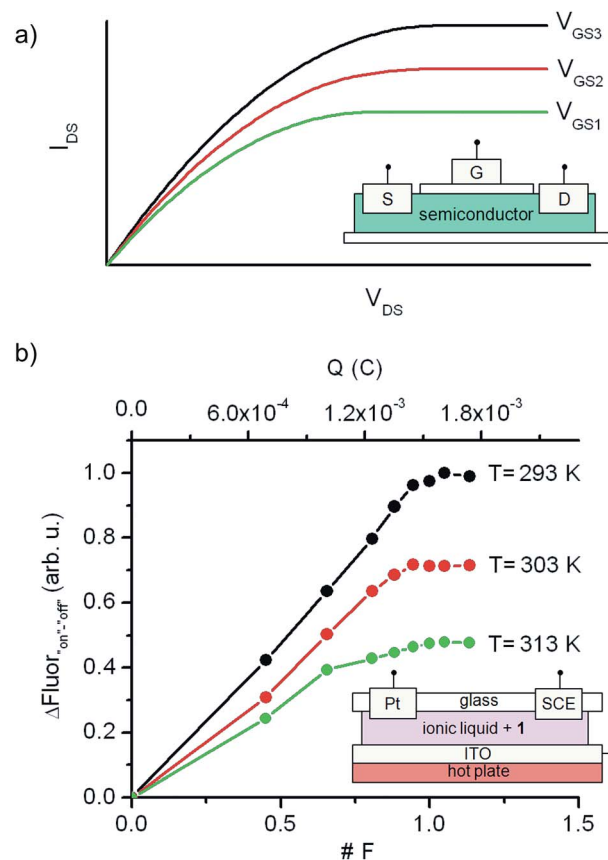 a)
I_DS
V_GS3
V_GS2
V_GS1
G
S
D
semiconductor
V_DS
b)
Q (C)
0.0
6.0x10⁻⁴
1.2x10⁻³
1.8x10⁻³
ΔFluor"on"-"off" (arb. u.)
1.0
0.8
0.6
0.4
0.2
0.0
T= 293 K
T= 303 K
T= 313 K
Pt
glass
SCE
ionic liquid + 1
ITO
hot plate
0.0
0.5
1.0
1.5
# F